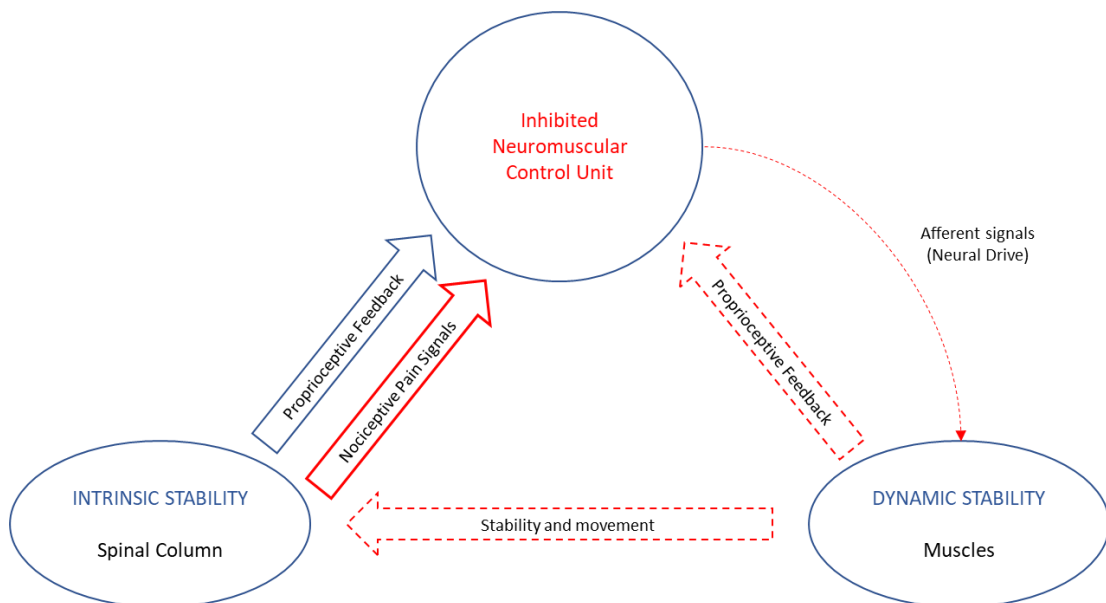 Inhibited
Neuromuscular
Control Unit
Afferent signals
(Neural Drive)
Proprioceptive Feedback
Nociceptive Pain Signals
Proprioceptive Feedback
INTRINSIC STABILITY
Spinal Column
Stability and movement
DYNAMIC STABILITY
Muscles